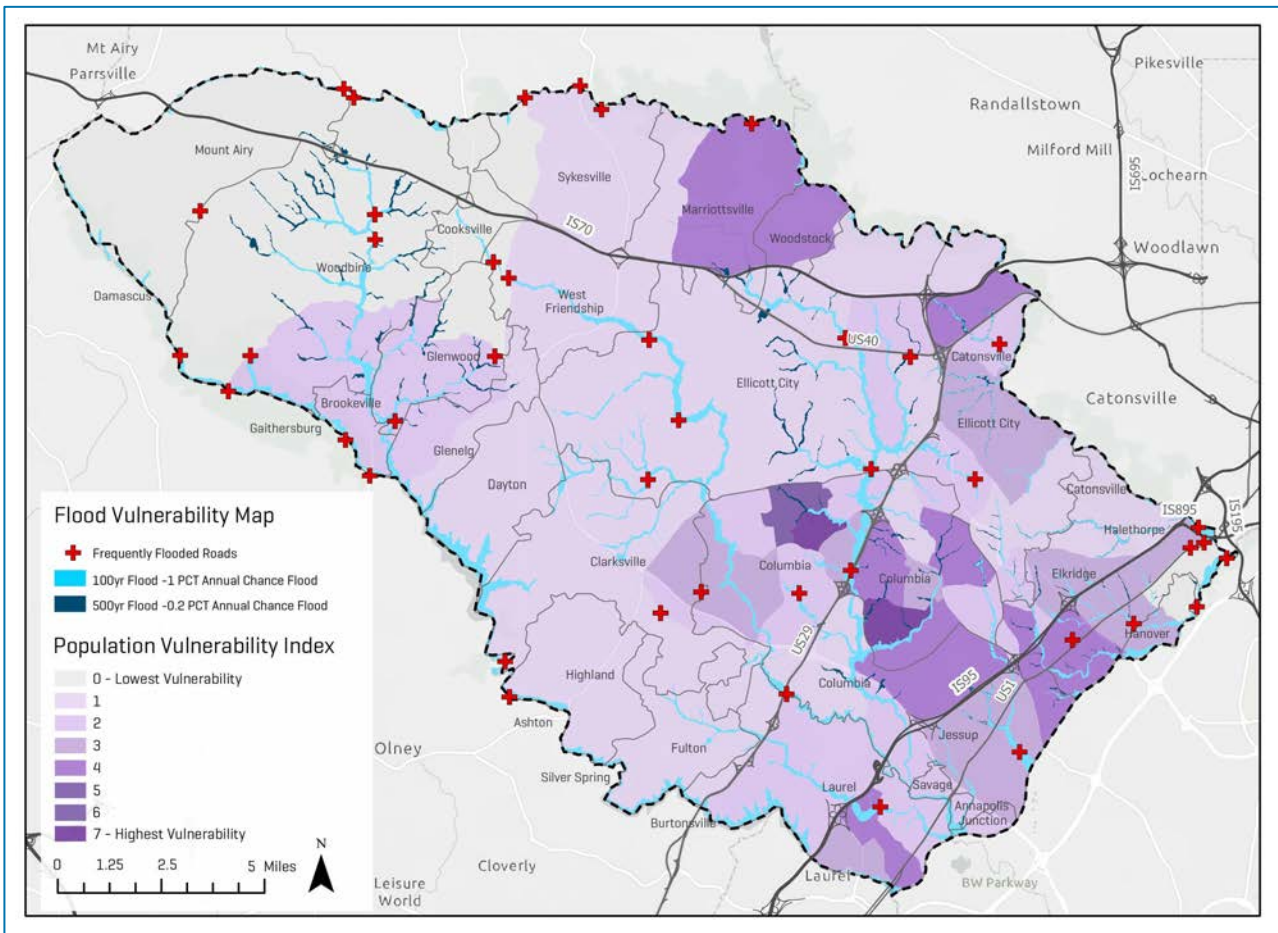 Mt Airy
Parrsville
Pikesville
Randallstown
Milford Mill
IS695
Lochearn
Woodlawn
Mount Airy
Sykesville
Marriottsville
Woodstock
IS70
Cooksville
Woodbine
West
Friendship
Damascus
Glenwood
US40
Catonsville
Ellicott City
Catonsville
Brookeville
Gaithersburg
Ellicott City
Glenelg
Dayton
Catonsville
IS895
IS195
Halethorpe
Clarksville
Columbia
Columbia
Elkridge
Hanover
US29
Highland
Columbia
IS95
US1
Ashton
Olney
Fulton
Jessup
Silver Spring
Laurel
Savage
Annapolis
Junction
Burtonsville
Cloverly
Laurel
BW Parkway
Leisure
World
Flood Vulnerability Map
Frequently Flooded Roads
100yr Flood -1 PCT Annual Chance Flood
500yr Flood -0.2 PCT Annual Chance Flood
Population Vulnerability Index
0 - Lowest Vulnerability
1
2
3
4
5
6
7 - Highest Vulnerability
N
0 1.25 2.5 5 Miles